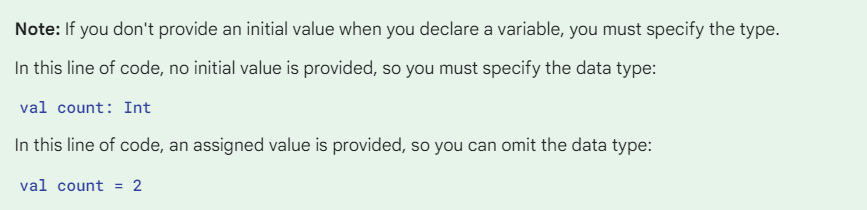 Note: If you don't provide an initial value when you declare a variable, you must specify the type.
In this line of code, no initial value is provided, so you must specify the data type:
val count: Int
In this line of code, an assigned value is provided, so you can omit the data type:
val count = 2